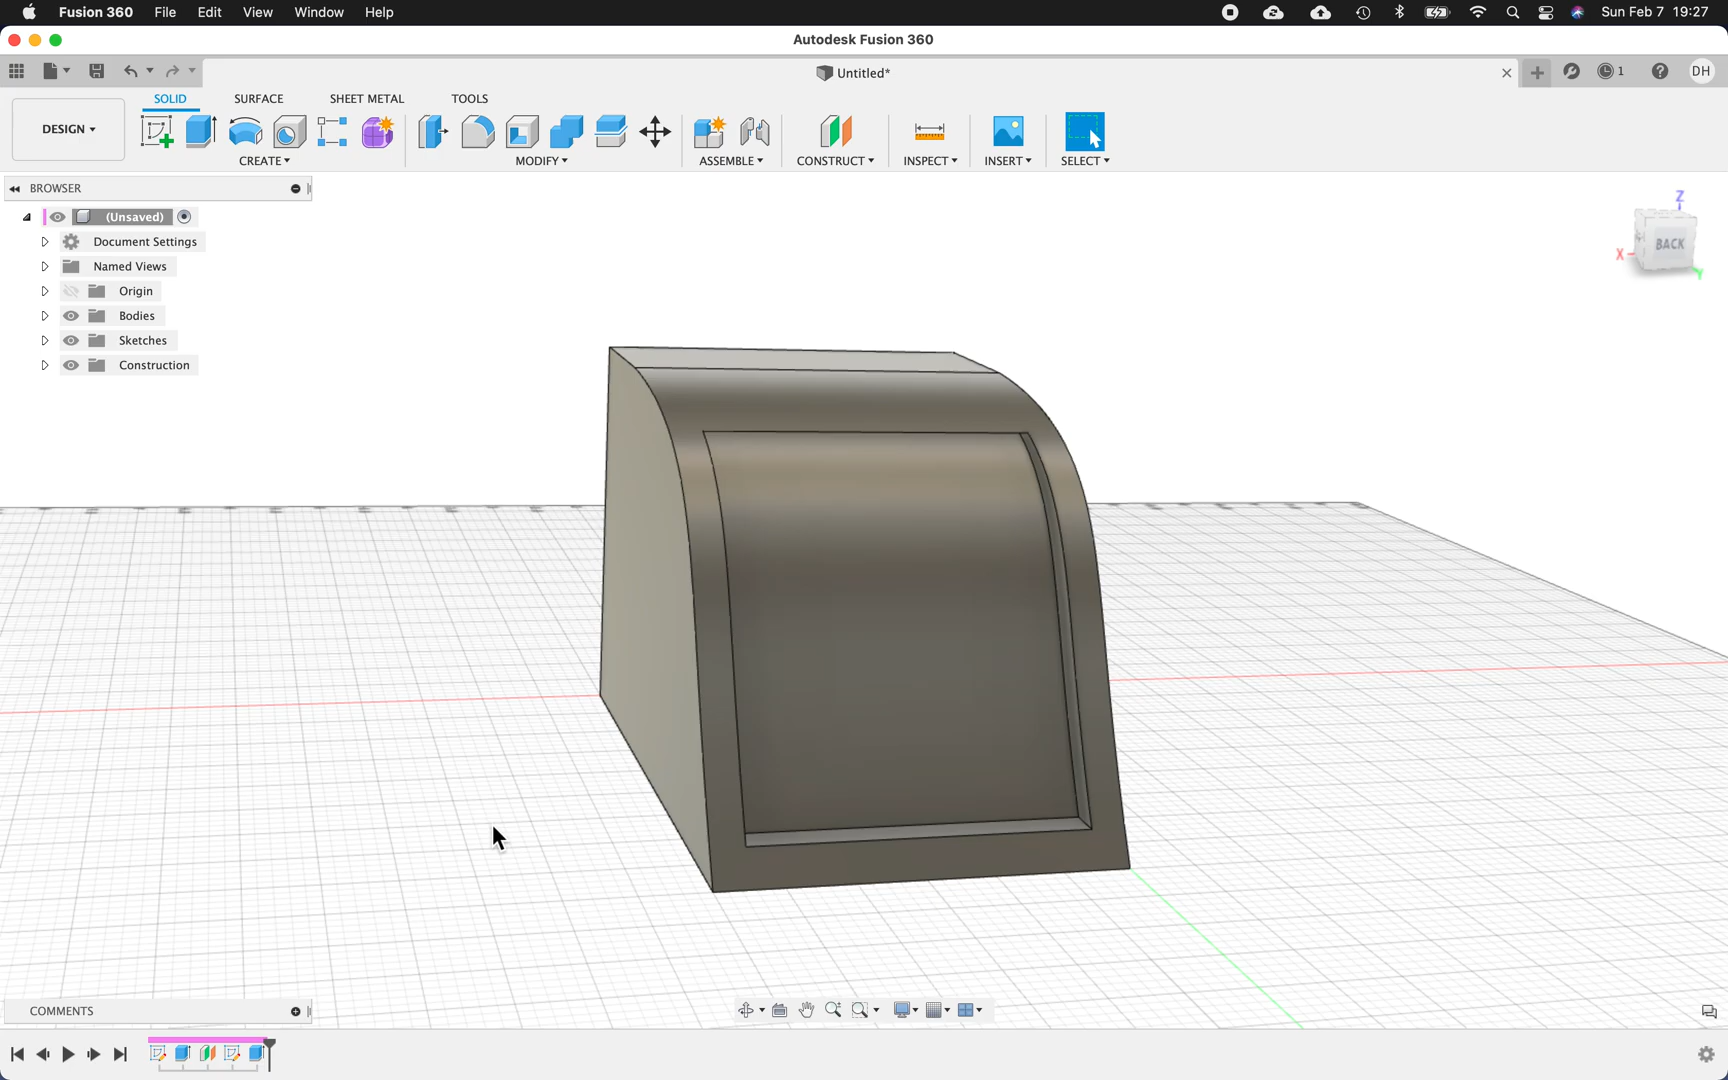 Fusion 360 File Edit View Window Help Sun Feb 7 19:27
Autodesk Fusion 360
Untitled* 1 DH
SOLID SURFACE SHEET METAL TOOLS
DESIGN
CREATE MODIFY ASSEMBLE CONSTRUCT INSPECT INSERT SELECT
BROWSER
(Unsaved)
Document Settings
Named Views
Origin
Bodies
Sketches
Construction
Z
X BACK
Y
COMMENTS